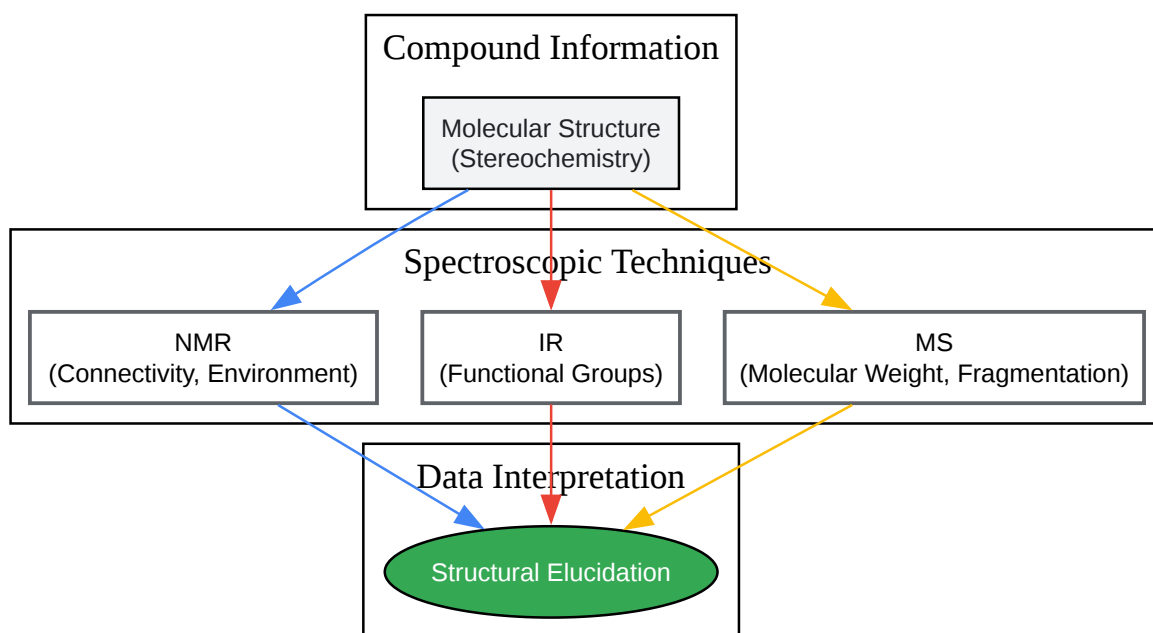 Compound Information
Molecular Structure
(Stereochemistry)
Spectroscopic Techniques
NMR
(Connectivity, Environment)
IR
(Functional Groups)
MS
(Molecular Weight, Fragmentation)
Data Interpretation
Structural Elucidation